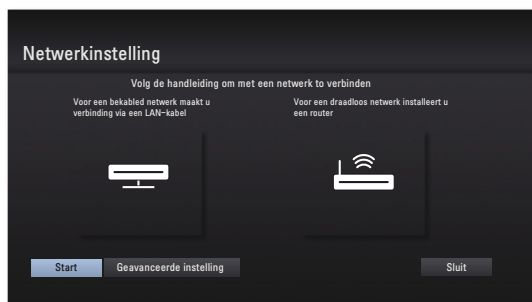 Netwerkinstelling
Volg de handleiding om met een netwerk to verbinden
Voor een bekabled netwerk maakt u
verbinding via een LAN-kabel
Voor een draadloos netwerk installeert u
een router
Start
Geavanceerde instelling
Sluit